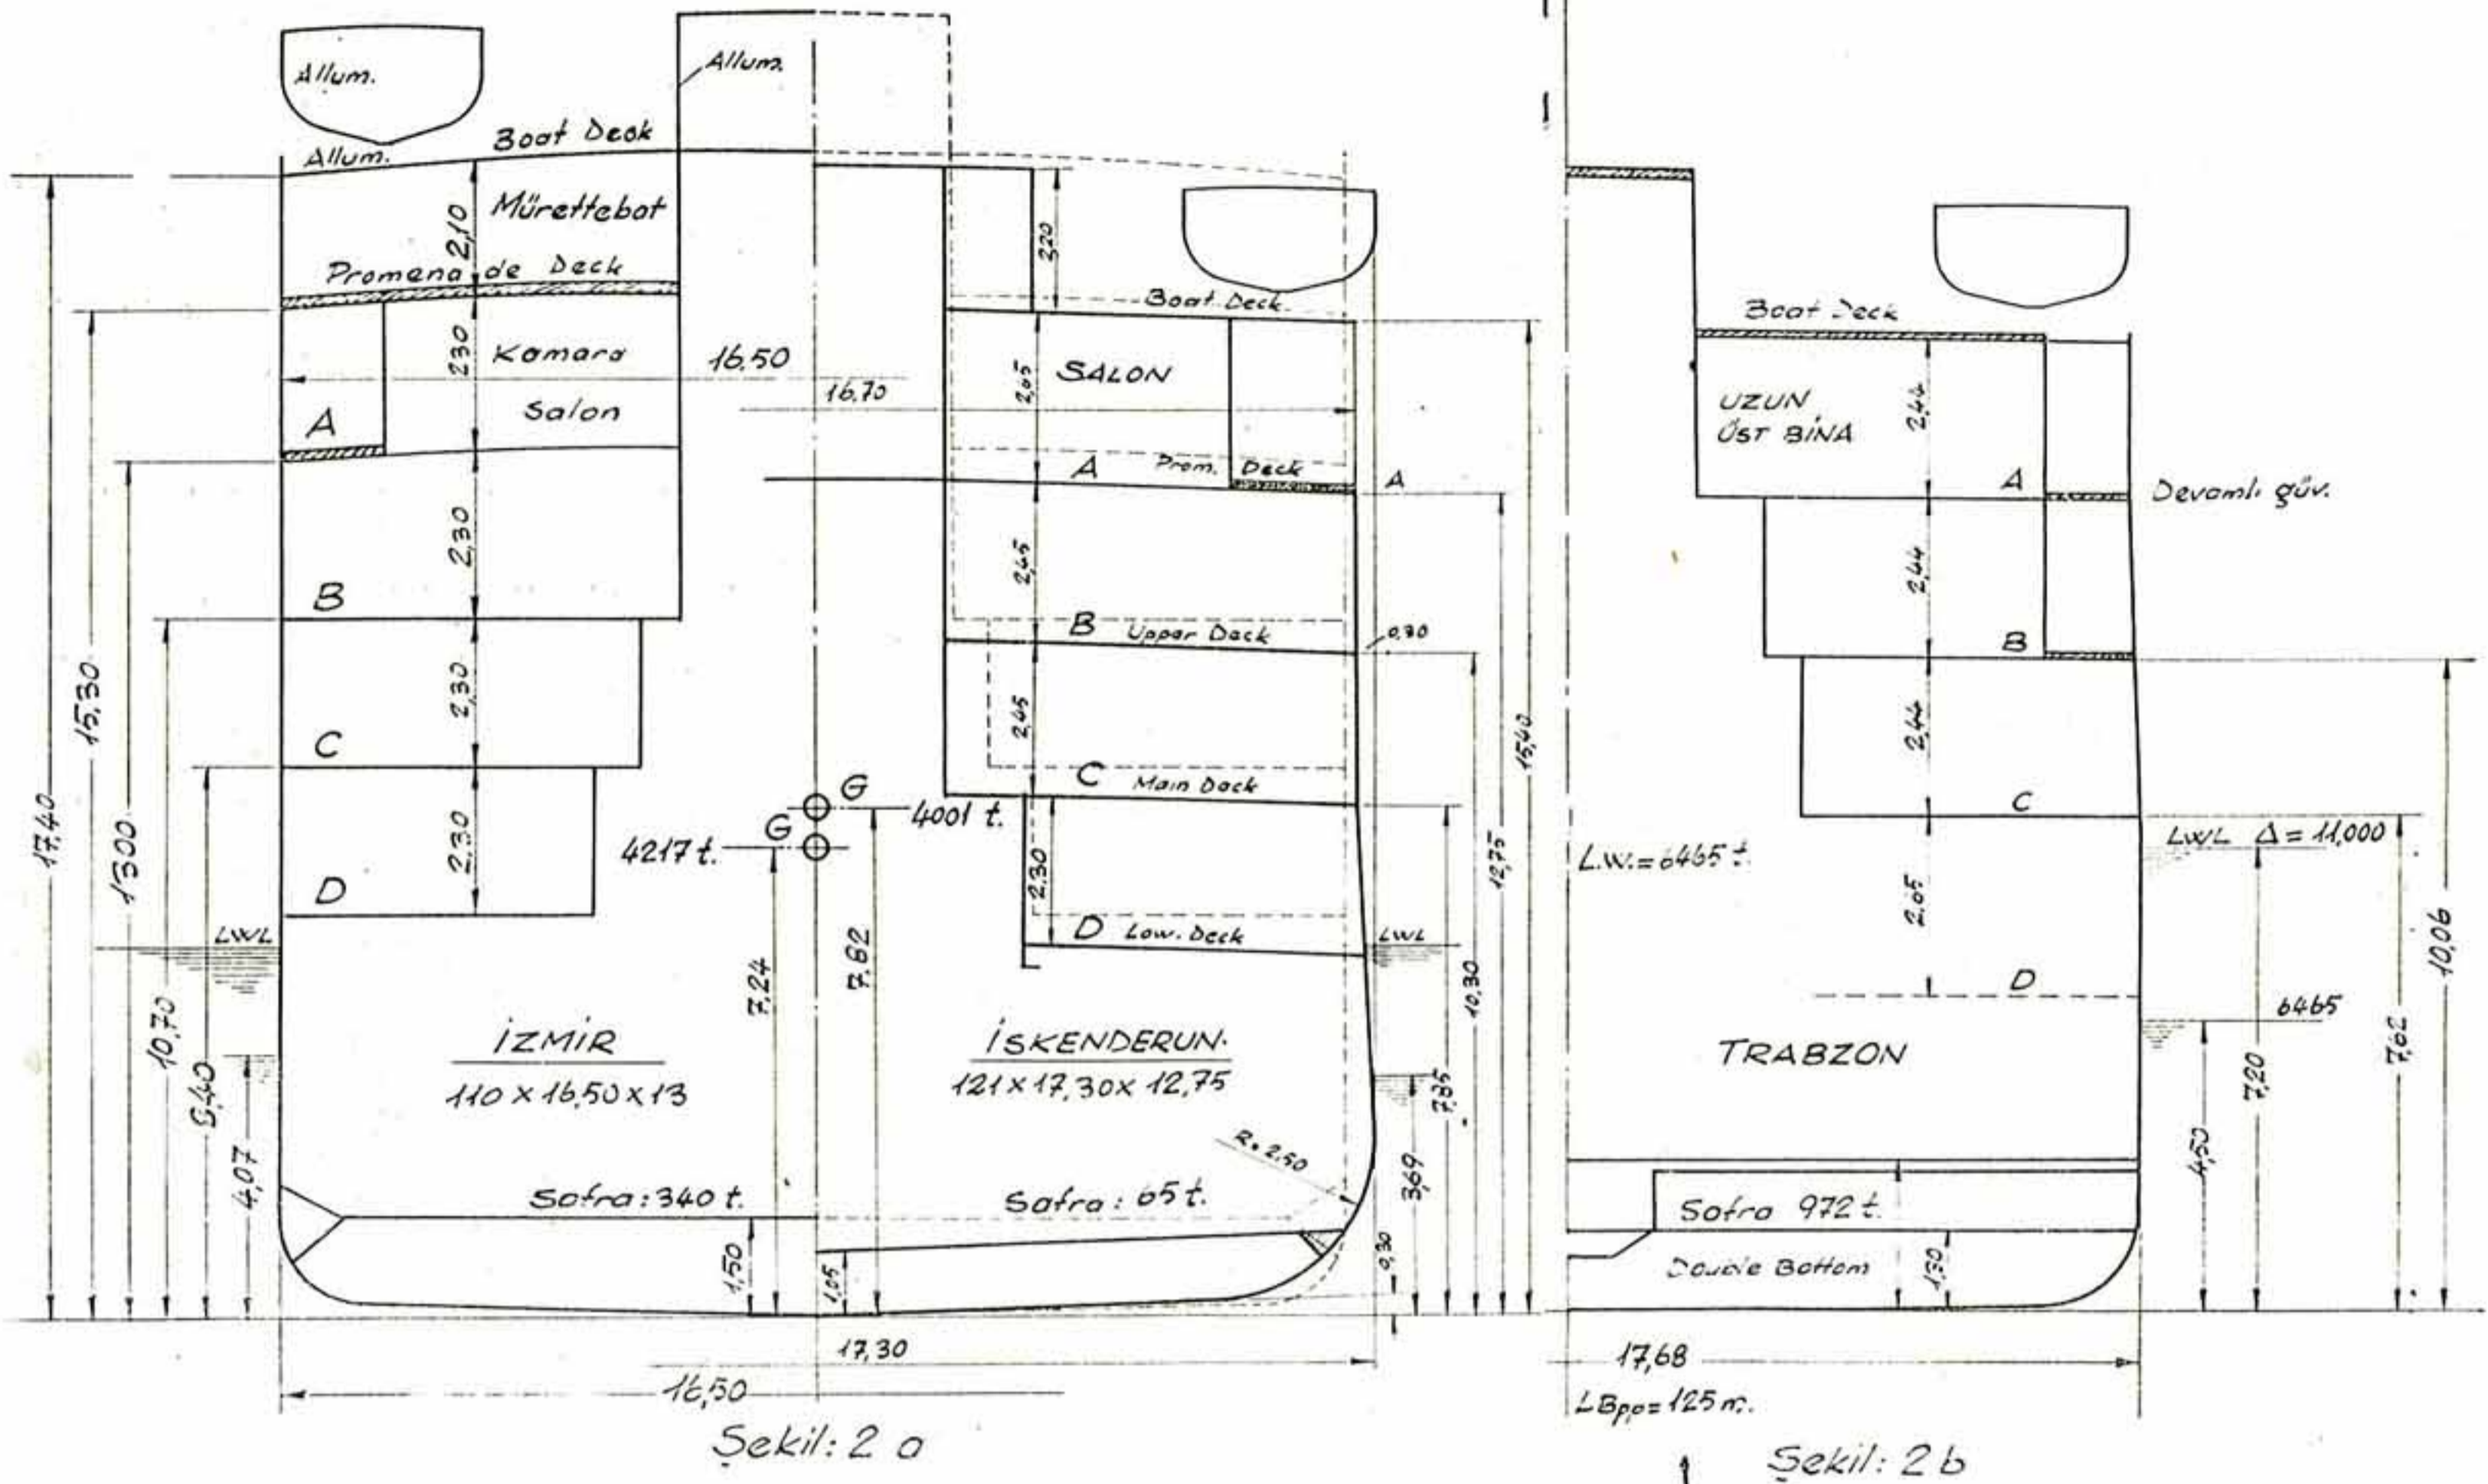 Allum.
Allum.
Boat Deck
Allum.
Mürettebat
2,10
Promenade Deck
Kamara
2,30
16,50
Salon
A
2,30
B
2,30
C
2,30
D
17,40
15,30
13,00
10,70
8,40
4,07
LWL
4217 t.
G
G
4001 t.
7,24
7,82
İZMİR
110 x 16,50 x 13
Safra: 340 t.
1,50
1,05
16,50
17,30
2,20
Boat Deck
SALON
2,65
16,70
A Prom. Deck
A
2,45
B Upper Deck
0,30
2,45
C Main Deck
2,30
D Low. Deck
LWL
İSKENDERUN.
121 x 17,30 x 12,75
R=2,50
Safra: 65 t.
3,69
7,85
10,30
12,75
15,40
0,30
Şekil: 2 a
Boat Deck
UZUN
ÜST BİNA
2,44
A
Devamlı güv.
2,44
B
2,44
C
LWL Δ = 11,000
L.W. = 6465 t.
2,65
D
6465
TRABZON
4,50
7,20
7,62
10,06
Safra 972 t.
Double Bottom
1,30
17,68
LBpp = 125 m.
Şekil: 2 b